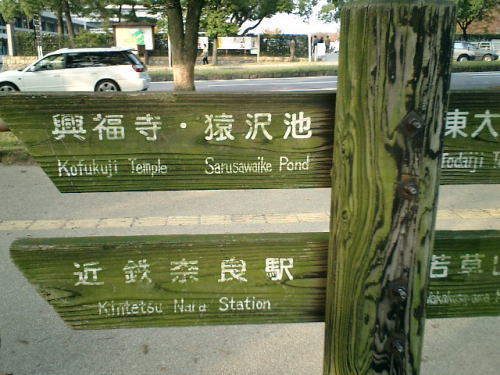 興福寺・猿沢池 東大
Kofukuji Temple Sarusawaike Pond Todaiji T
近鉄奈良駅 若草
Kintetsu Nara Station